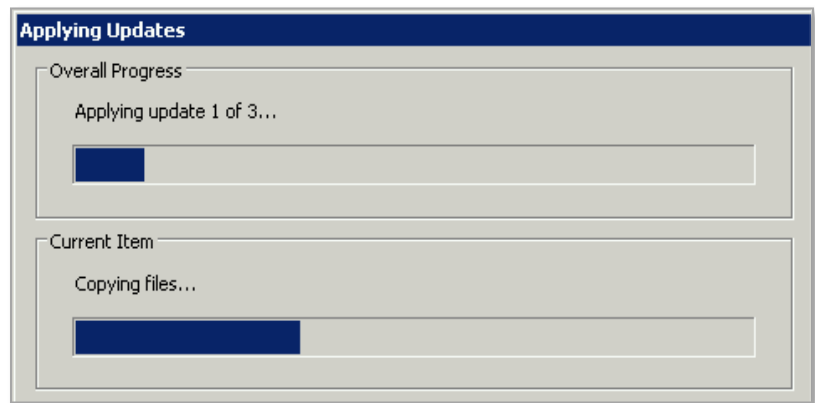 Applying Updates
Overall Progress
Applying update 1 of 3...
Current Item
Copying files...